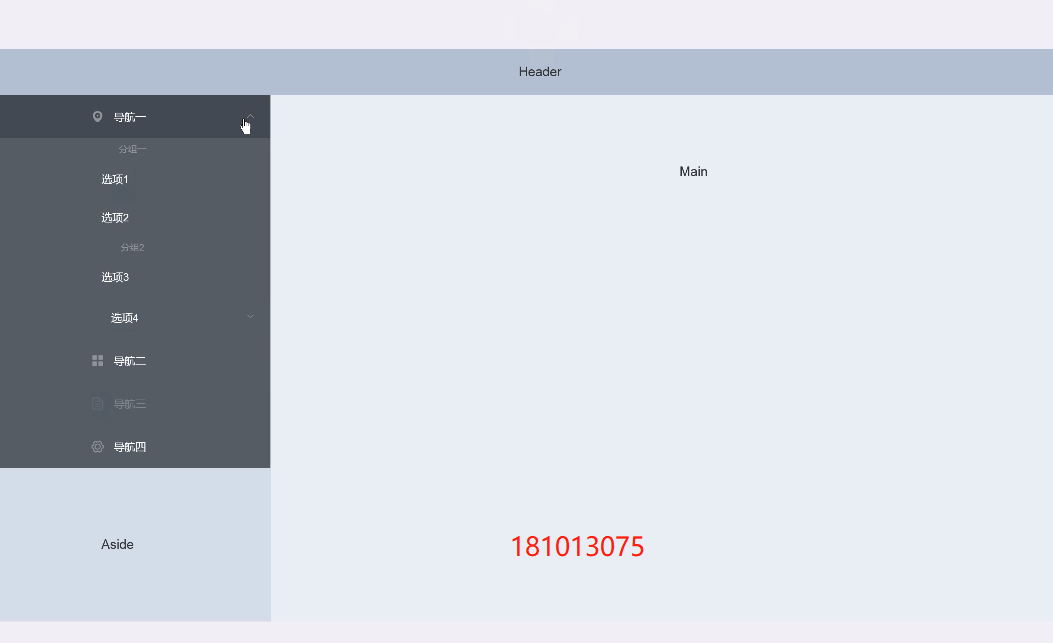 Header
导航一
分组一
选项1
选项2
分组2
选项3
选项4
导航二
导航三
导航四
Aside
Main
181013075